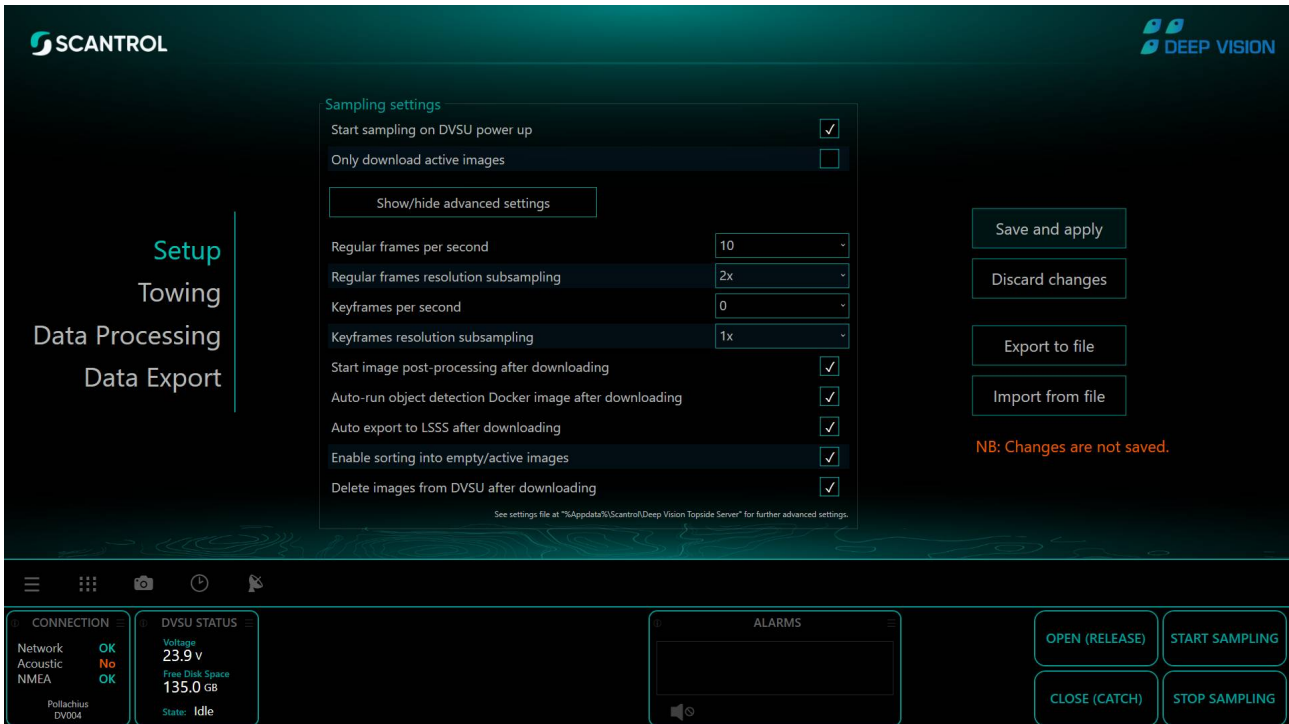 SCANTROL
DEEP VISION
Sampling settings
Start sampling on DVSU power up
Only download active images
Show/hide advanced settings
Regular frames per second 10
Regular frames resolution subsampling 2x
Keyframes per second 0
Keyframes resolution subsampling 1x
Start image post-processing after downloading
Auto-run object detection Docker image after downloading
Auto export to LSSS after downloading
Enable sorting into empty/active images
Delete images from DVSU after downloading
See settings file at "%Appdata%\Scantrol\Deep Vision Topside Server" for further advanced settings.
Setup
Towing
Data Processing
Data Export
Save and apply
Discard changes
Export to file
Import from file
NB: Changes are not saved.
CONNECTION
Network OK
Acoustic No
NMEA OK
Pollachius
DV004
DVSU STATUS
Voltage
23.9 V
Free Disk Space
135.0 GB
State: Idle
ALARMS
OPEN (RELEASE)
START SAMPLING
CLOSE (CATCH)
STOP SAMPLING